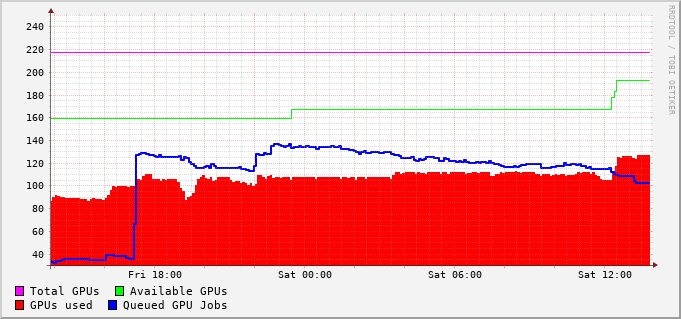 RRDTOOL / TOBI OETIKER
240
220
200
180
160
140
120
100
80
60
40
Fri 18:00 Sat 00:00 Sat 06:00 Sat 12:00
Total GPUs Available GPUs
GPUs used Queued GPU Jobs